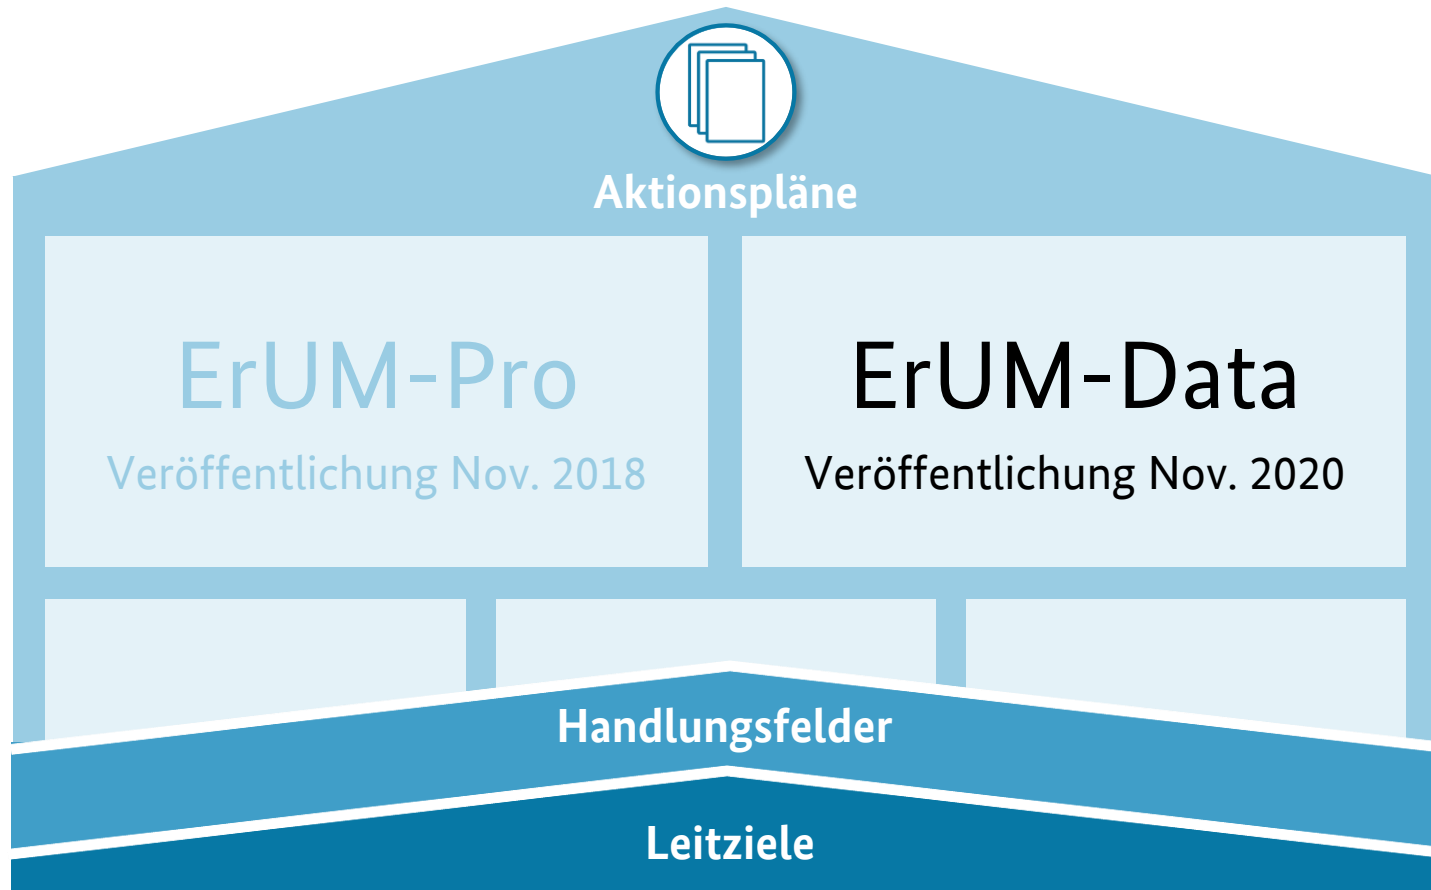 Aktionspläne
ErUM-Pro
Veröffentlichung Nov. 2018
ErUM-Data
Veröffentlichung Nov. 2020
Handlungsfelder
Leitziele